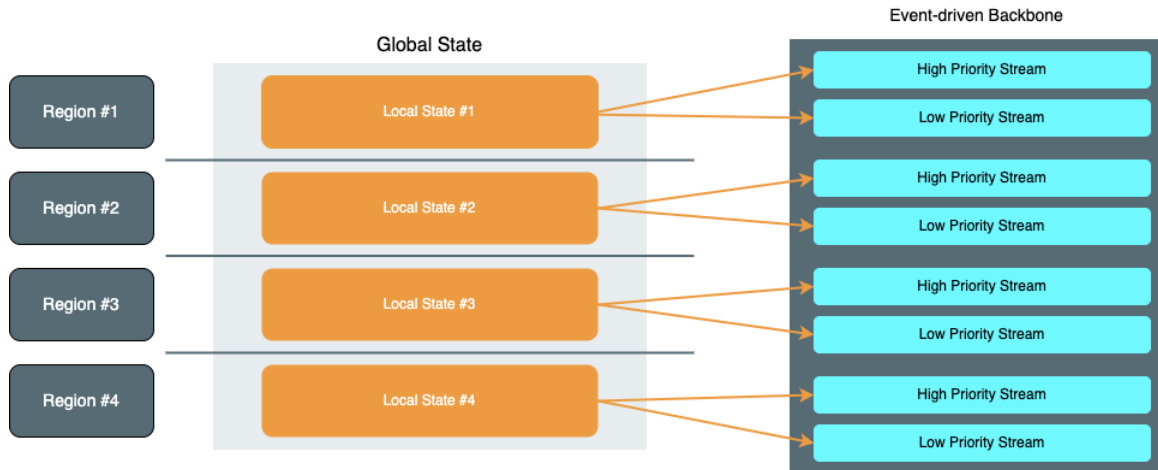 Event-driven Backbone
Global State
Region #1
Local State #1
High Priority Stream
Low Priority Stream
Region #2
Local State #2
High Priority Stream
Low Priority Stream
Region #3
Local State #3
High Priority Stream
Low Priority Stream
Region #4
Local State #4
High Priority Stream
Low Priority Stream